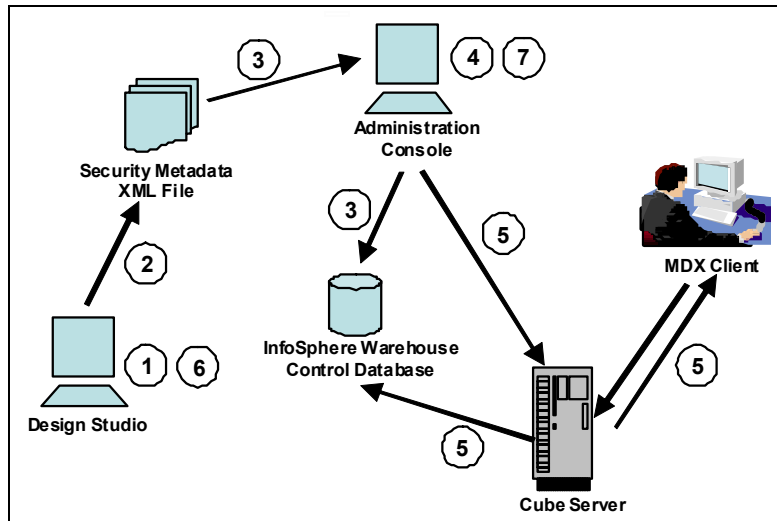 3
4
7
Administration
Console
Security Metadata
XML File
3
5
2
MDX Client
InfoSphere Warehouse
Control Database
1
6
5
Design Studio
5
Cube Server